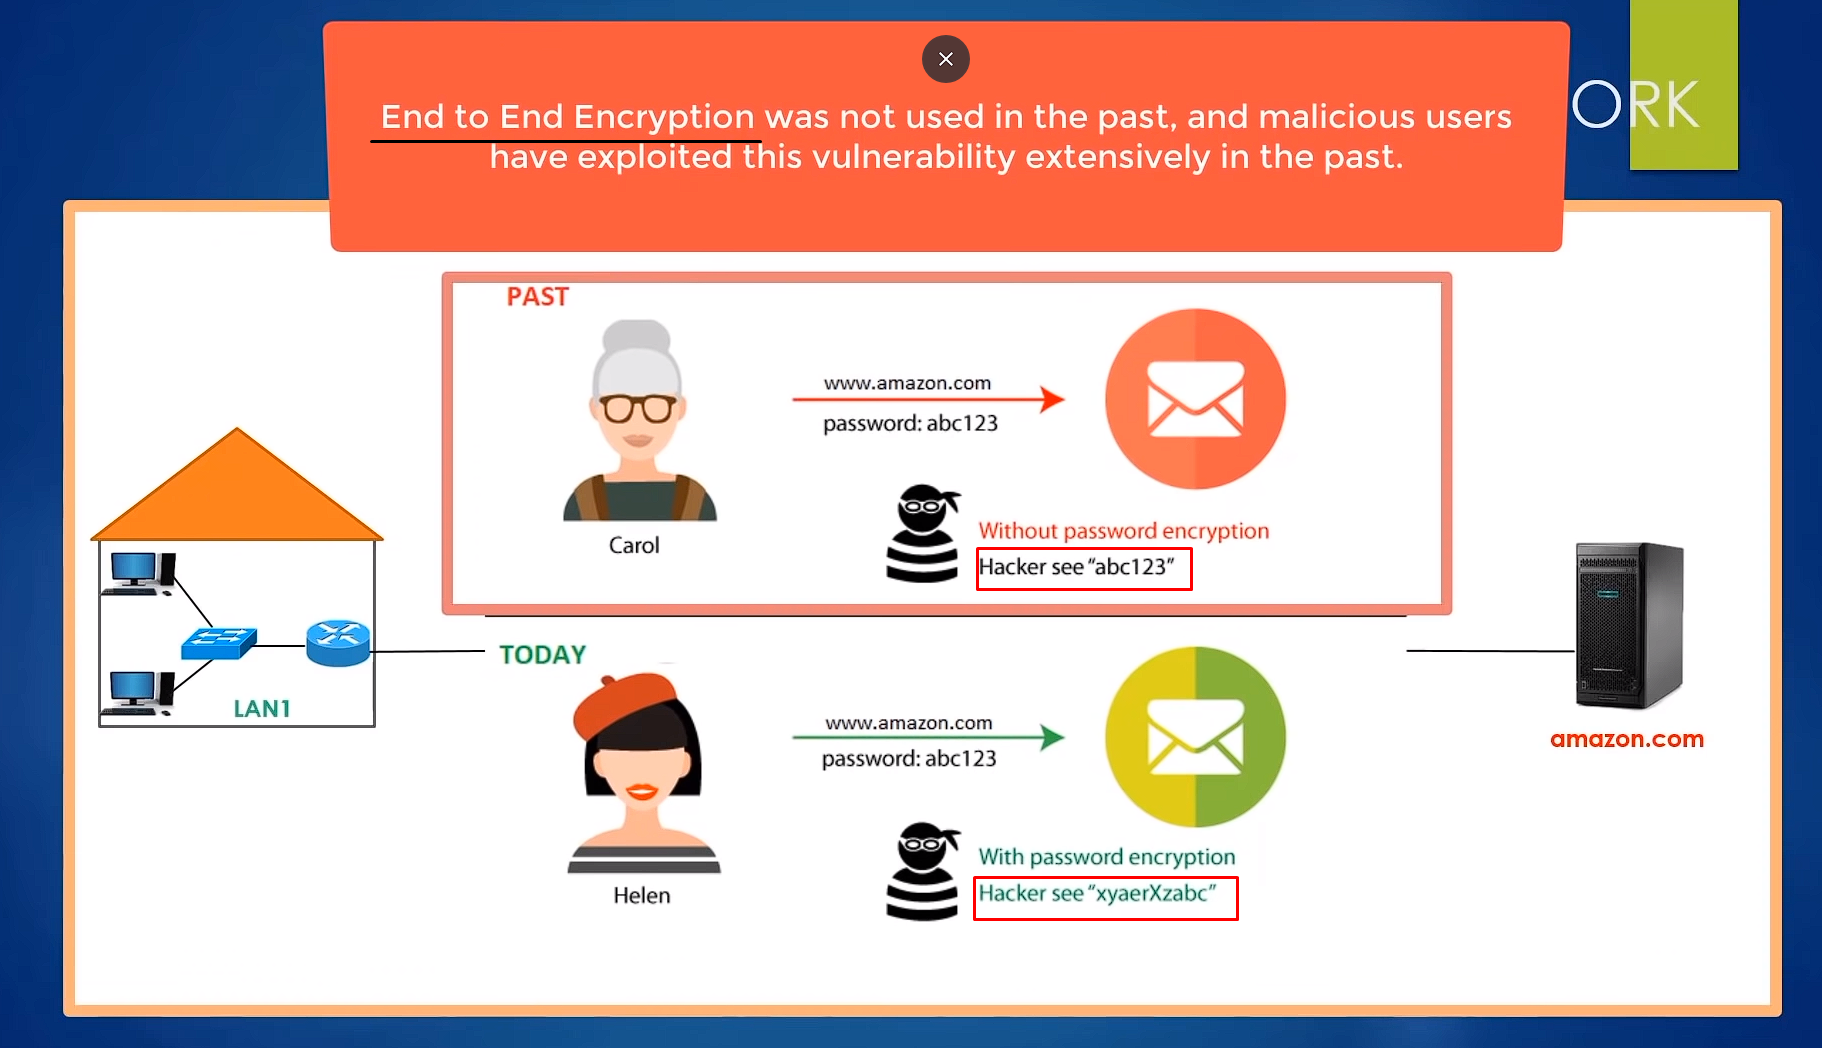 End to End Encryption was not used in the past, and malicious users
have exploited this vulnerability extensively in the past.
ORK
PAST
www.amazon.com
password: abc123
Carol
Without password encryption
Hacker see "abc123"
LAN1
TODAY
www.amazon.com
password: abc123
Helen
With password encryption
Hacker see "xyaerXzabc"
amazon.com